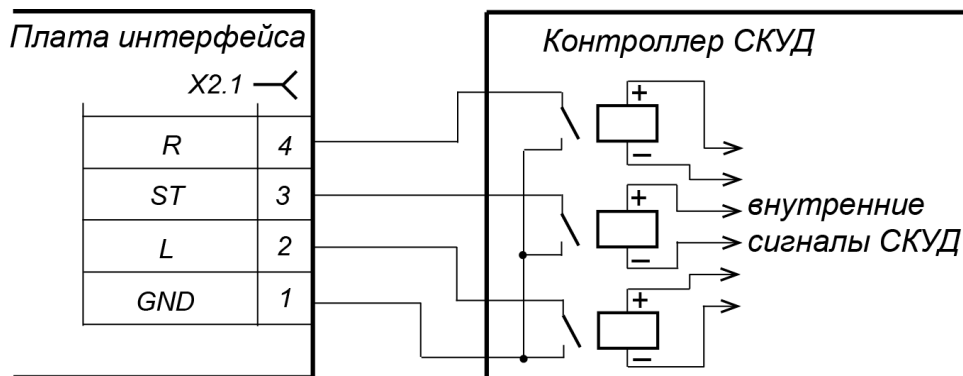 Плата интерфейса
Контроллер СКУД
X2.1
R 4
ST 3
L 2
GND 1
+
–
+
–
+
–
внутренние
сигналы СКУД